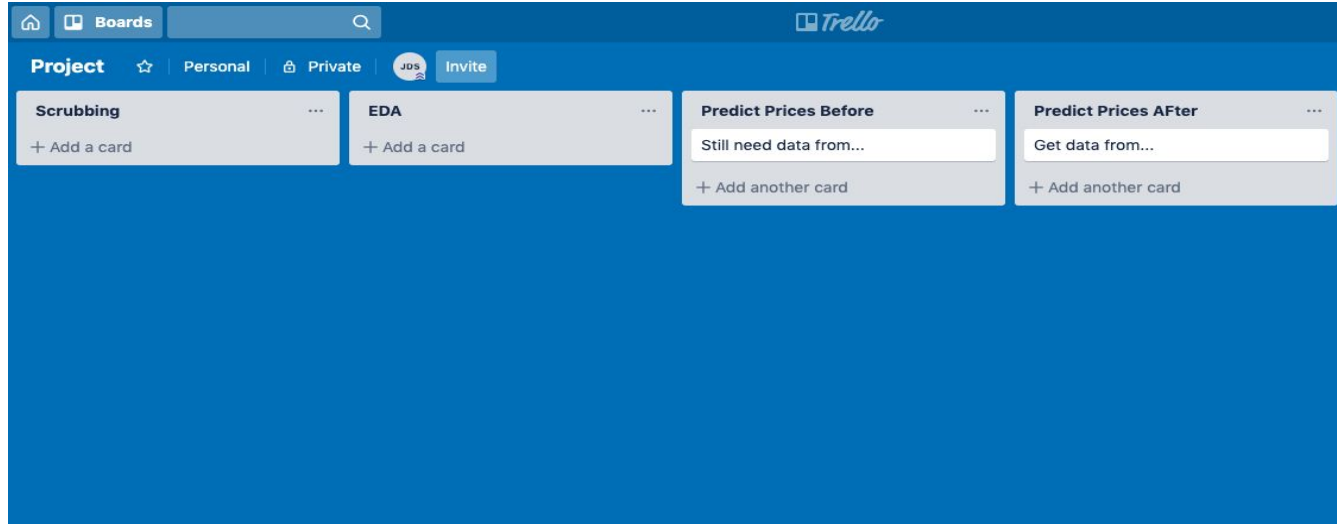 Boards
Trello
Project Personal Private JDS Invite
Scrubbing ...
+ Add a card
EDA ...
+ Add a card
Predict Prices Before ...
Still need data from...
+ Add another card
Predict Prices AFter ...
Get data from...
+ Add another card